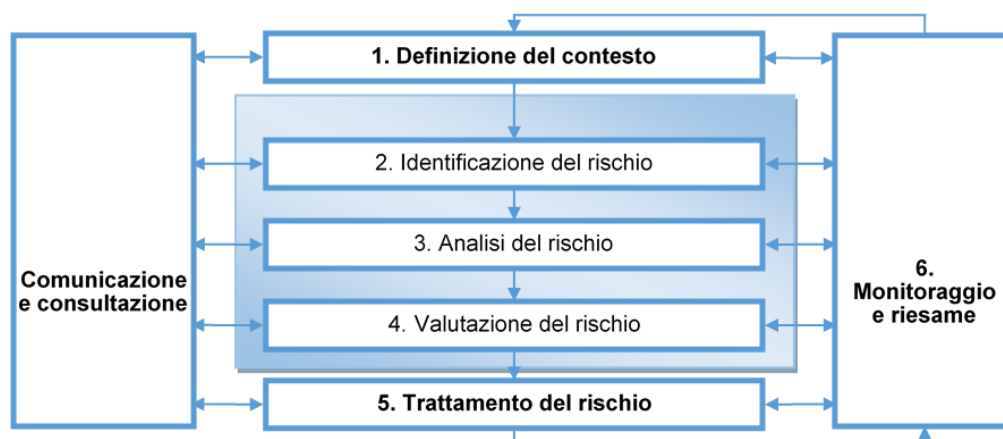 1. Definizione del contesto
2. Identificazione del rischio
3. Analisi del rischio
4. Valutazione del rischio
5. Trattamento del rischio
Comunicazione
e consultazione
6.
Monitoraggio
e riesame